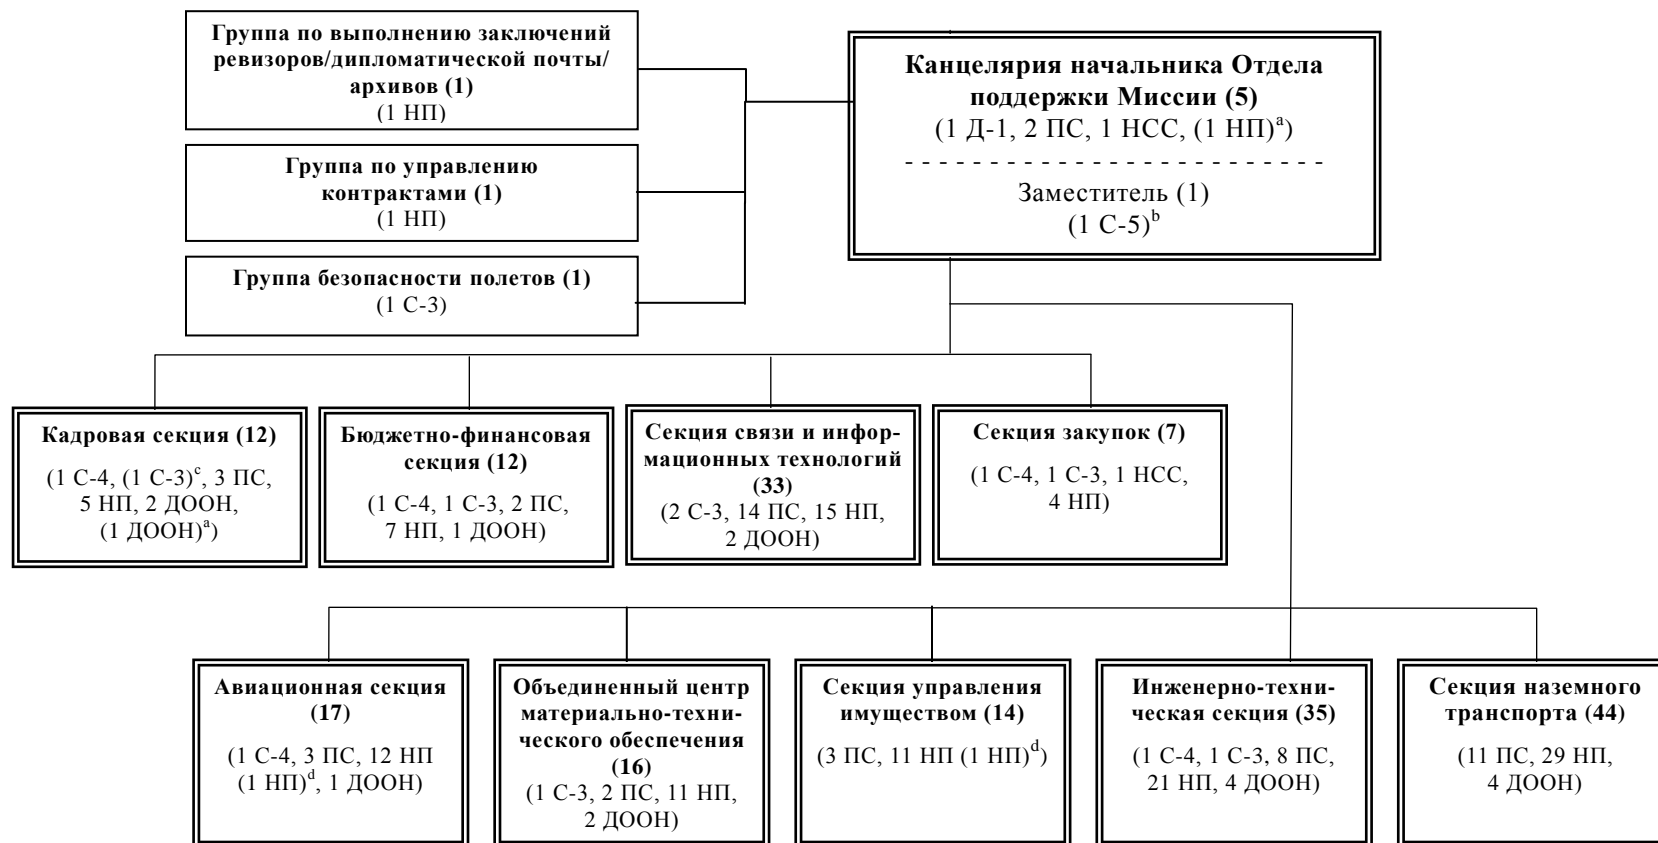 Группа по выполнению заключений
ревизоров/дипломатической почты/
архивов (1)
(1 НП)
Канцелярия начальника Отдела
поддержки Миссии (5)
(1 Д-1, 2 ПС, 1 НСС, (1 НП)ᵃ)
Заместитель (1)
(1 С-5)ᵇ
Группа по управлению
контрактами (1)
(1 НП)
Группа безопасности полетов (1)
(1 С-3)
Кадровая секция (12)
(1 С-4, (1 С-3)ᶜ, 3 ПС,
5 НП, 2 ДООН,
(1 ДООН)ᵃ)
Бюджетно-финансовая
секция (12)
(1 С-4, 1 С-3, 2 ПС,
7 НП, 1 ДООН)
Секция связи и инфор-
мационных технологий
(33)
(2 С-3, 14 ПС, 15 НП,
2 ДООН)
Секция закупок (7)
(1 С-4, 1 С-3, 1 НСС,
4 НП)
Авиационная секция
(17)
(1 С-4, 3 ПС, 12 НП
(1 НП)ᵈ, 1 ДООН)
Объединенный центр
материально-техни-
ческого обеспечения
(16)
(1 С-3, 2 ПС, 11 НП,
2 ДООН)
Секция управления
имуществом (14)
(3 ПС, 11 НП (1 НП)ᵈ)
Инженерно-техни-
ческая секция (35)
(1 С-4, 1 С-3, 8 ПС,
21 НП, 4 ДООН)
Секция наземного
транспорта (44)
(11 ПС, 29 НП,
4 ДООН)